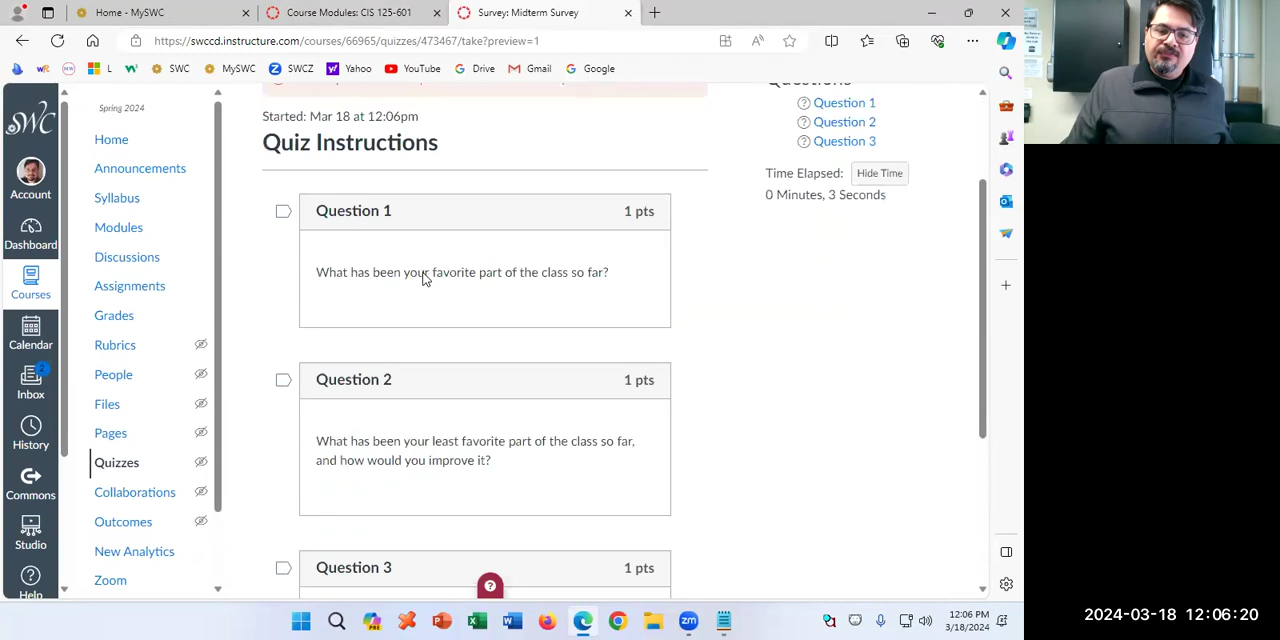 Home - MySWC
Course Modules: CIS 125-601
Survey: Midterm Survey
https://swccd.instructure.com/courses/66965/quizzes/473467/take?preview=1
L
SWC
MySWC
SWCZ
Yahoo
YouTube
Drive
Gmail
Google
SWC
Account
Dashboard
Courses
Calendar
2
Inbox
History
Commons
Studio
Help
Spring 2024
Home
Announcements
Syllabus
Modules
Discussions
Assignments
Grades
Rubrics
People
Files
Pages
Quizzes
Collaborations
Outcomes
New Analytics
Zoom
Started: Mar 18 at 12:06pm
Quiz Instructions
Question 1
1 pts
What has been your favorite part of the class so far?
Question 2
1 pts
What has been your least favorite part of the class so far,
and how would you improve it?
Question 3
1 pts
Questions
Question 1
Question 2
Question 3
Time Elapsed:
Hide Time
0 Minutes, 3 Seconds
12:06 PM
3/18/2024
2024-03-18 12:06:20